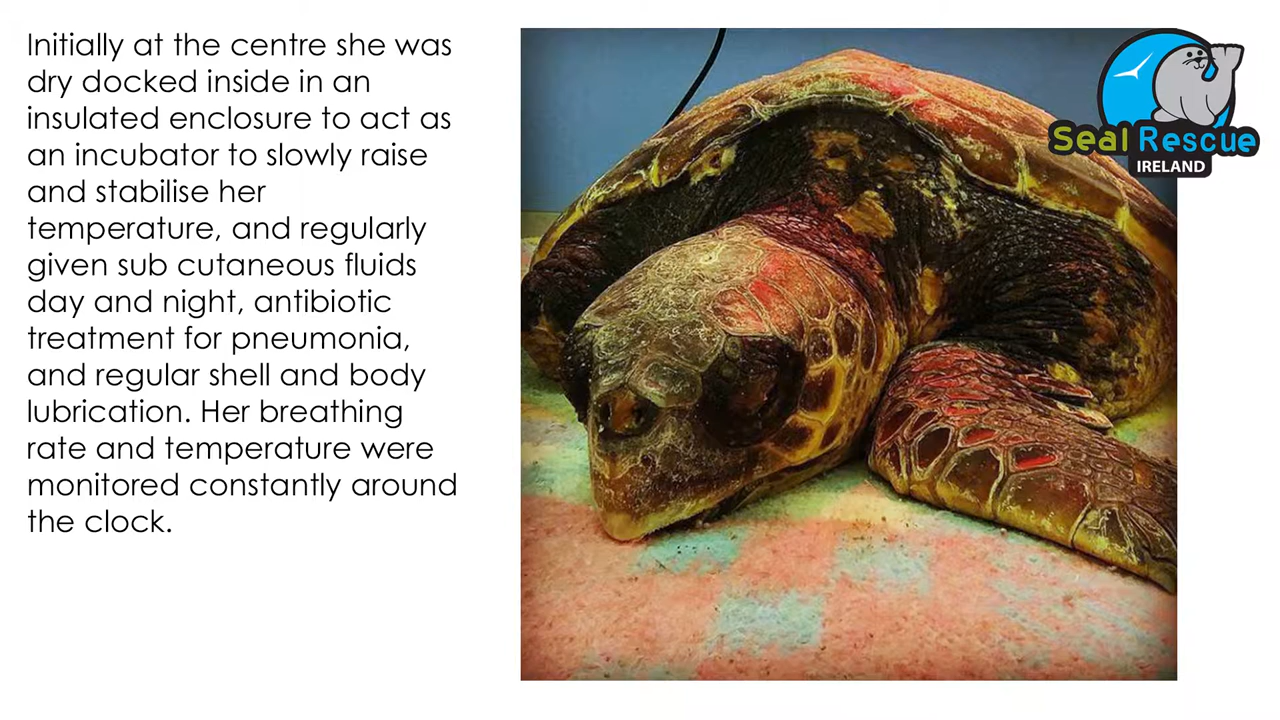 Initially at the centre she was
dry docked inside in an
insulated enclosure to act as
an incubator to slowly raise
and stabilise her
temperature, and regularly
given sub cutaneous fluids
day and night, antibiotic
treatment for pneumonia,
and regular shell and body
lubrication. Her breathing
rate and temperature were
monitored constantly around
the clock.
Seal Rescue
IRELAND